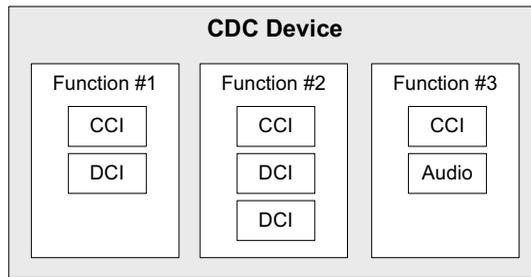 CDC Device
Function #1
CCI
DCI
Function #2
CCI
DCI
DCI
Function #3
CCI
Audio